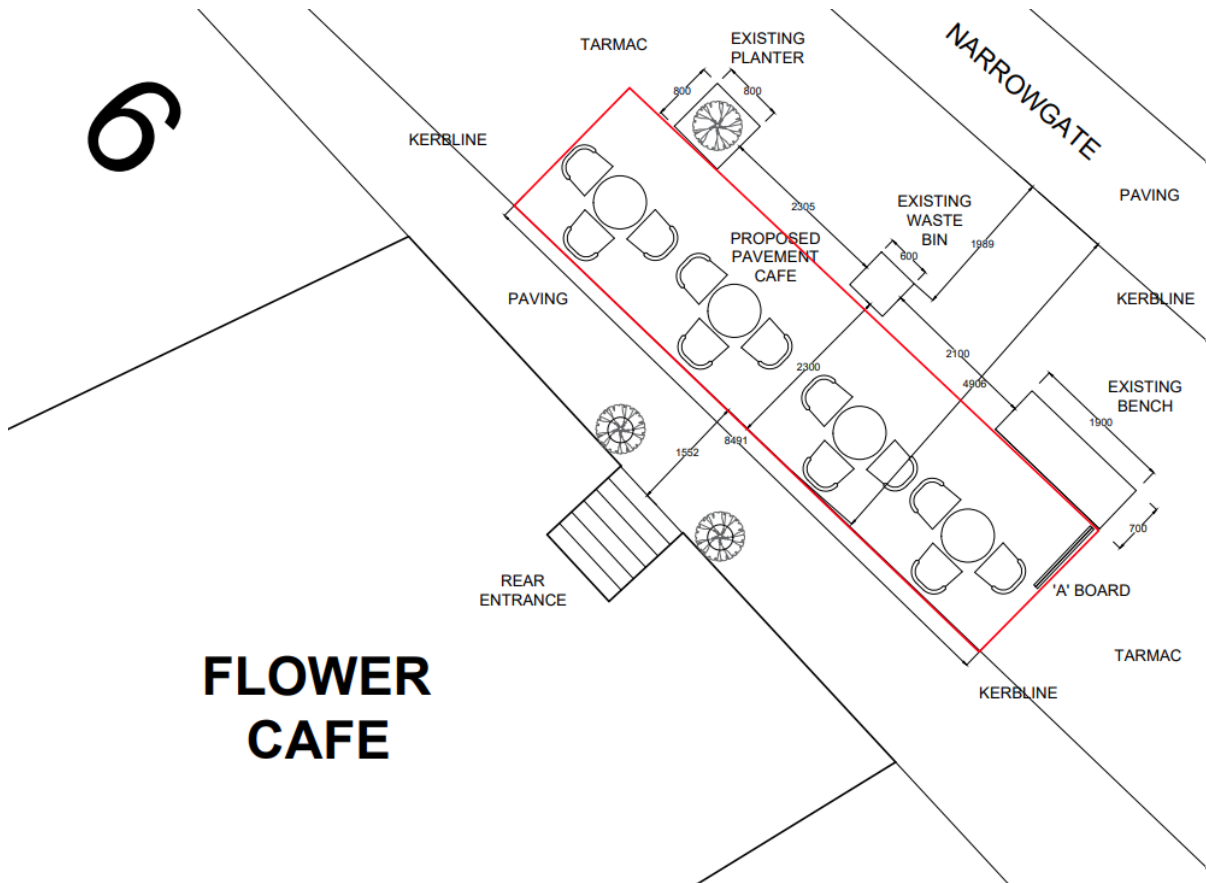 TARMAC
EXISTING
PLANTER
NARROWGATE
800
800
6
KERBLINE
PAVING
2305
EXISTING
WASTE
BIN
1989
600
PROPOSED
PAVEMENT
CAFE
PAVING
KERBLINE
2100
2300
4906
EXISTING
BENCH
1900
1552
8491
700
REAR
ENTRANCE
'A' BOARD
TARMAC
FLOWER
CAFE
KERBLINE